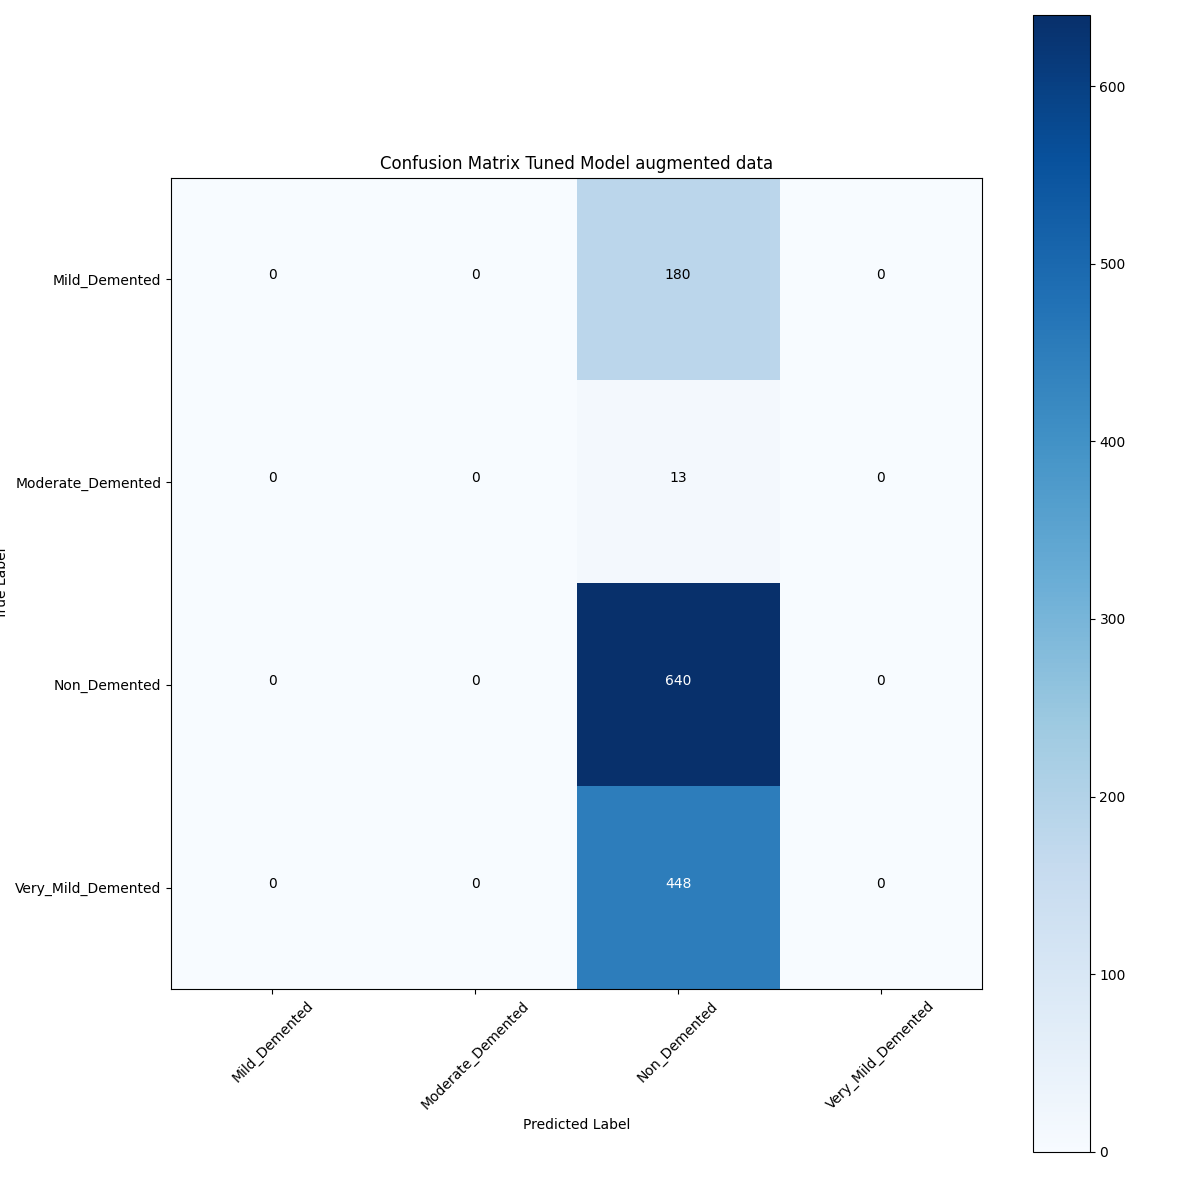 Confusion Matrix Tuned Model augmented data
Mild_Demented
0 0 180 0
Moderate_Demented
0 0 13 0
Non_Demented
0 0 640 0
Very_Mild_Demented
0 0 448 0
Mild_Demented
Moderate_Demented
Non_Demented
Very_Mild_Demented
Predicted Label
600
500
400
300
200
100
0